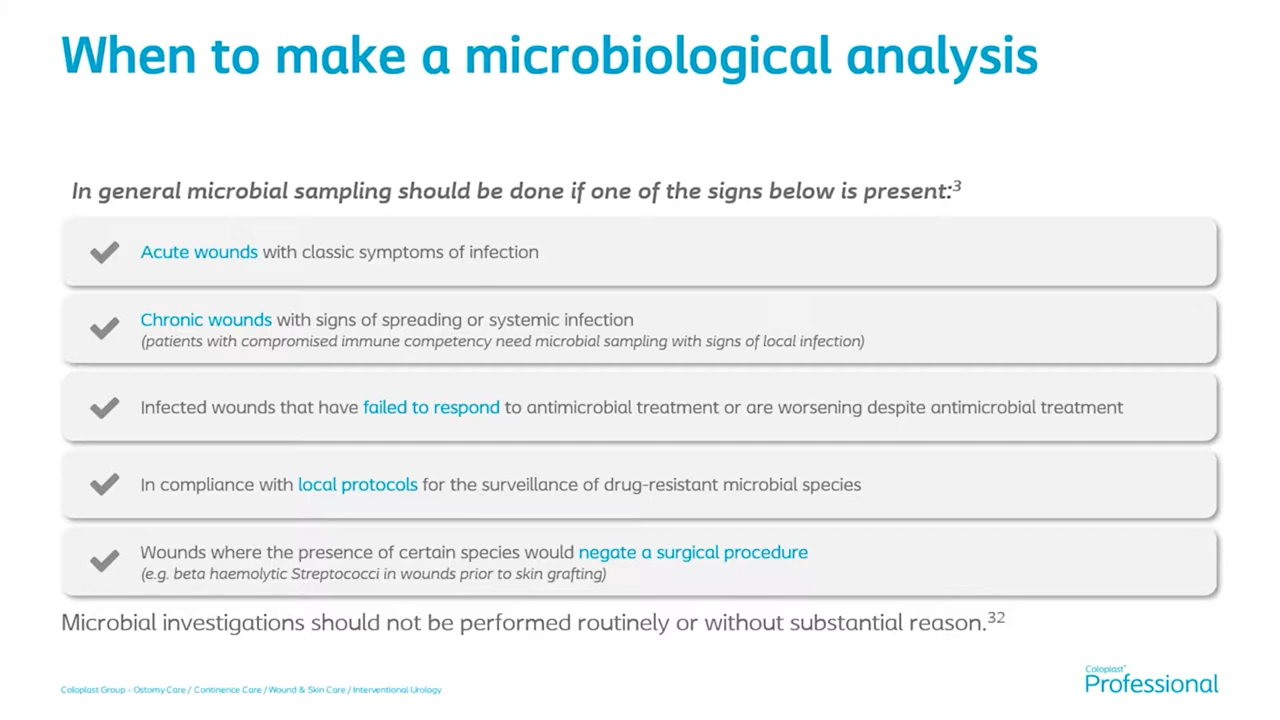 When to make a microbiological analysis
In general microbial sampling should be done if one of the signs below is present:3
Acute wounds with classic symptoms of infection
Chronic wounds with signs of spreading or systemic infection
(patients with compromised immune competency need microbial sampling with signs of local infection)
Infected wounds that have failed to respond to antimicrobial treatment or are worsening despite antimicrobial treatment
In compliance with local protocols for the surveillance of drug-resistant microbial species
Wounds where the presence of certain species would negate a surgical procedure
(e.g. beta haemolytic Streptococci in wounds prior to skin grafting)
Microbial investigations should not be performed routinely or without substantial reason.32
Coloplast Group - Ostomy Care / Continence Care / Wound & Skin Care / Interventional Urology
Coloplast®
Professional